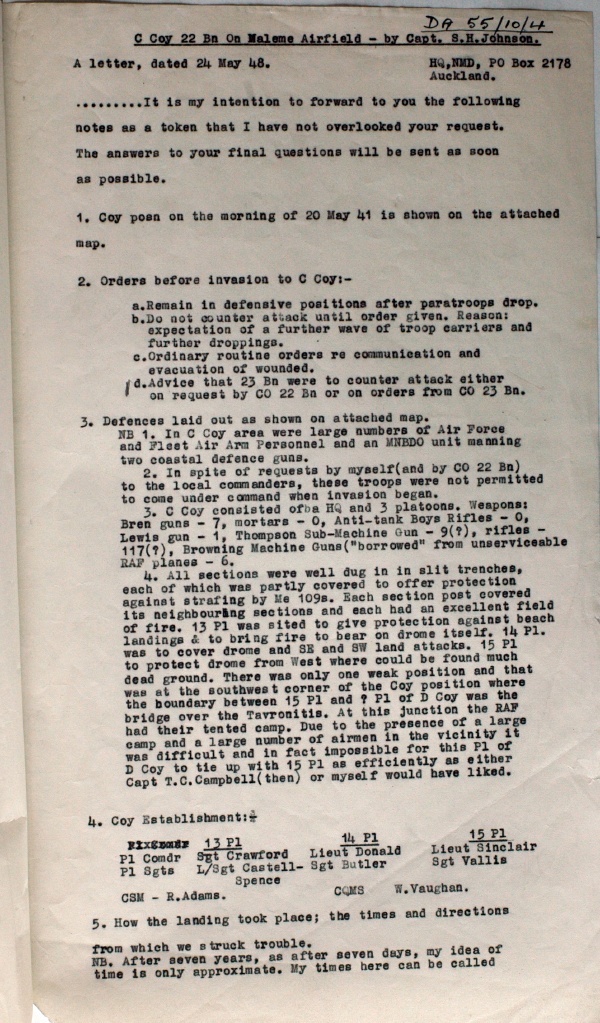 DA 55/10/4
C Coy 22 Bn On Maleme Airfield - by Capt. S.H.Johnson.
A letter, dated 24 May 48. HQ,NMD, PO Box 2178
Auckland.
.........It is my intention to forward to you the following
notes as a token that I have not overlooked your request.
The answers to your final questions will be sent as soon
as possible.
1. Coy posn on the morning of 20 May 41 is shown on the attached
map.
2. Orders before invasion to C Coy:-
a.Remain in defensive positions after paratroops drop.
b.Do not counter attack until order given. Reason:
expectation of a further wave of troop carriers and
further droppings.
c.Ordinary routine orders re communication and
evacuation of wounded.
d.Advice that 23 Bn were to counter attack either
on request by CO 22 Bn or on orders from CO 23 Bn.
3. Defences laid out as shown on attached map.
NB 1. In C Coy area were large numbers of Air Force
and Fleet Air Arm Personnel and an MNBDO unit manning
two coastal defence guns.
2. In spite of requests by myself(and by CO 22 Bn)
to the local commanders, these troops were not permitted
to come under command when invasion began.
3. C Coy consisted ofba HQ and 3 platoons. Weapons:
Bren guns - 7, mortars - 0, Anti-tank Boys Rifles - 0,
Lewis gun - 1, Thompson Sub-Machine Gun - 9(?), rifles -
117(?), Browning Machine Guns("borrowed" from unserviceable
RAF planes - 6.
4. All sections were well dug in in slit trenches,
each of which was partly covered to offer protection
against strafing by Me 109s. Each section post covered
its neighbouring sections and each had an excellent field
of fire. 13 Pl was sited to give protection against beach
landings & to bring fire to bear on drome itself. 14 Pl.
was to cover drome and SE and SW land attacks. 15 Pl
to protect drome from West where could be found much
dead ground. There was only one weak position and that
was at the southwest corner of the Coy position where
the boundary between 15 Pl and ? Pl of D Coy was the
bridge over the Tavronitis. At this junction the RAF
had their tented camp. Due to the presence of a large
camp and a large number of airmen in the vicinity it
was difficult and in fact impossible for this Pl of
D Coy to tie up with 15 Pl as efficiently as either
Capt T.C.Campbell(then) or myself would have liked.
4. Coy Establishment:-
13 Pl 14 Pl 15 Pl
Pl Comdr Sgt Crawford Lieut Donald Lieut Sinclair
Pl Sgts L/Sgt Castell- Sgt Butler Sgt Vallis
Spence
CSM - R.Adams. CQMS W.Vaughan.
5. How the landing took place; the times and directions
from which we struck trouble.
NB. After seven years, as after seven days, my idea of
time is only approximate. My times here can be called